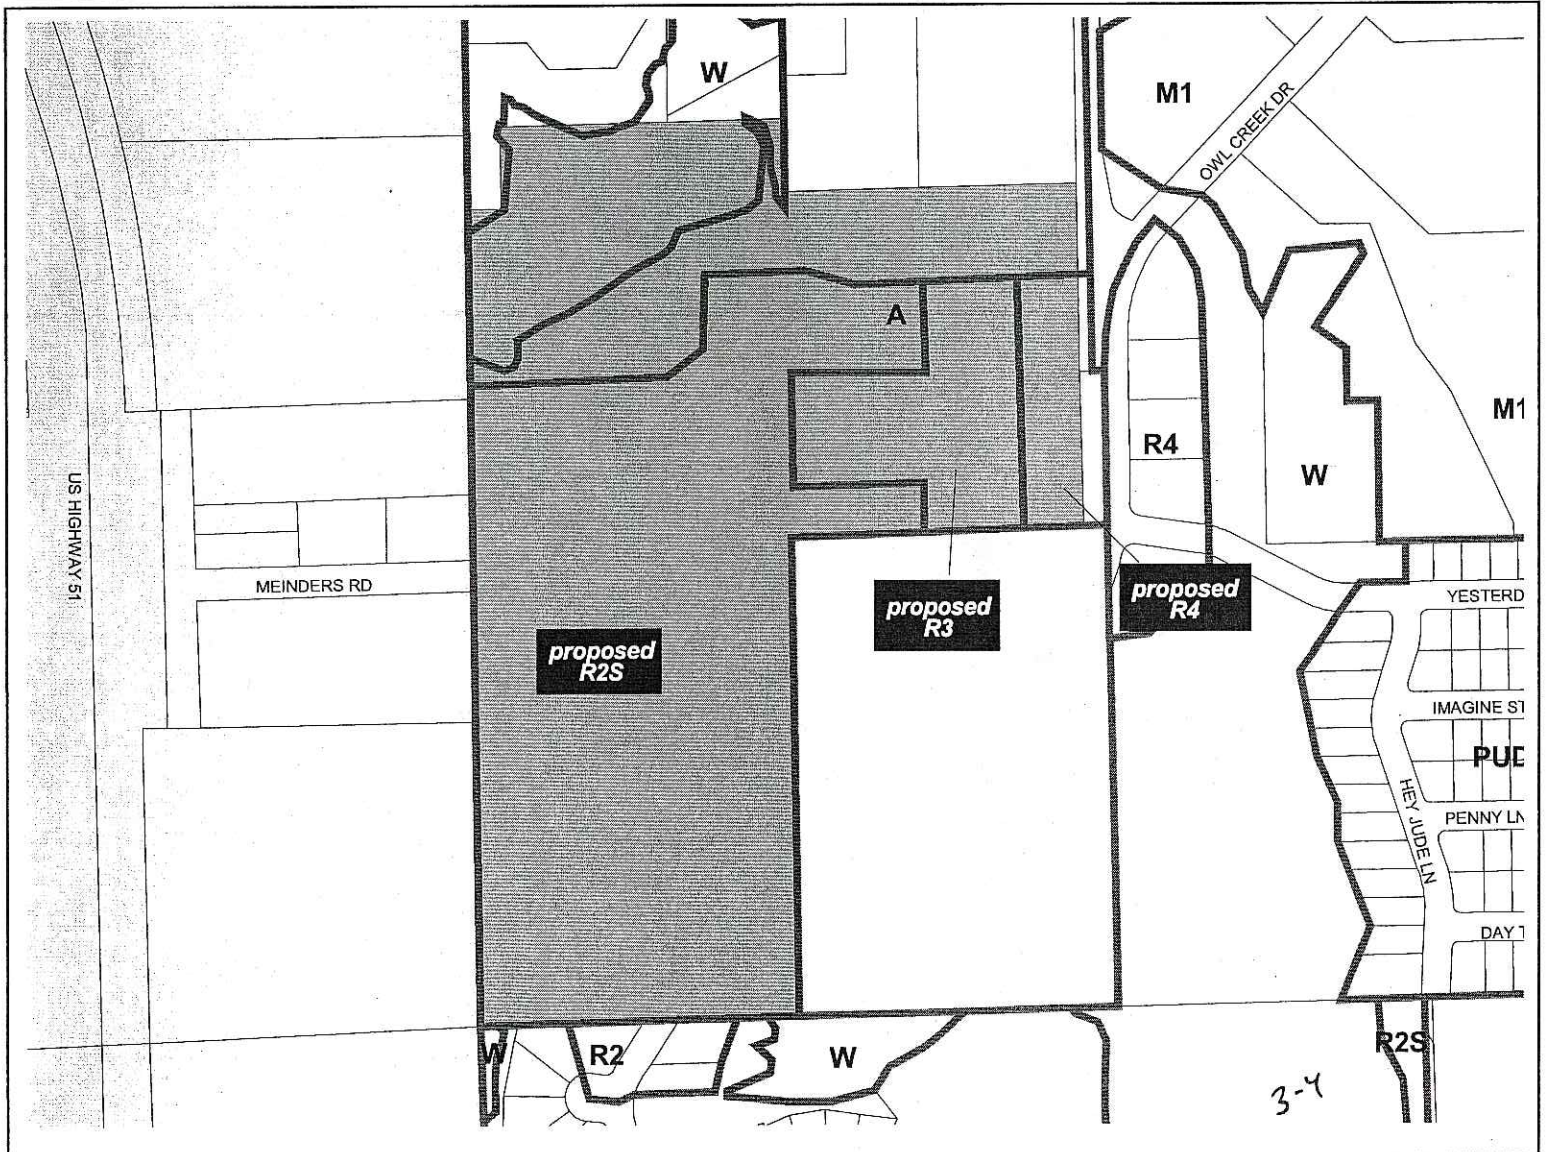 W
M1
OWL CREEK DR
A
M1
R4
W
US HIGHWAY 51
MEINDERS RD
proposed
R3
proposed
R4
YESTERD
proposed
R2S
IMAGINE ST
PUD
HEY JUDE LN
PENNY LN
DAY T
W
R2
W
R2S
3-4